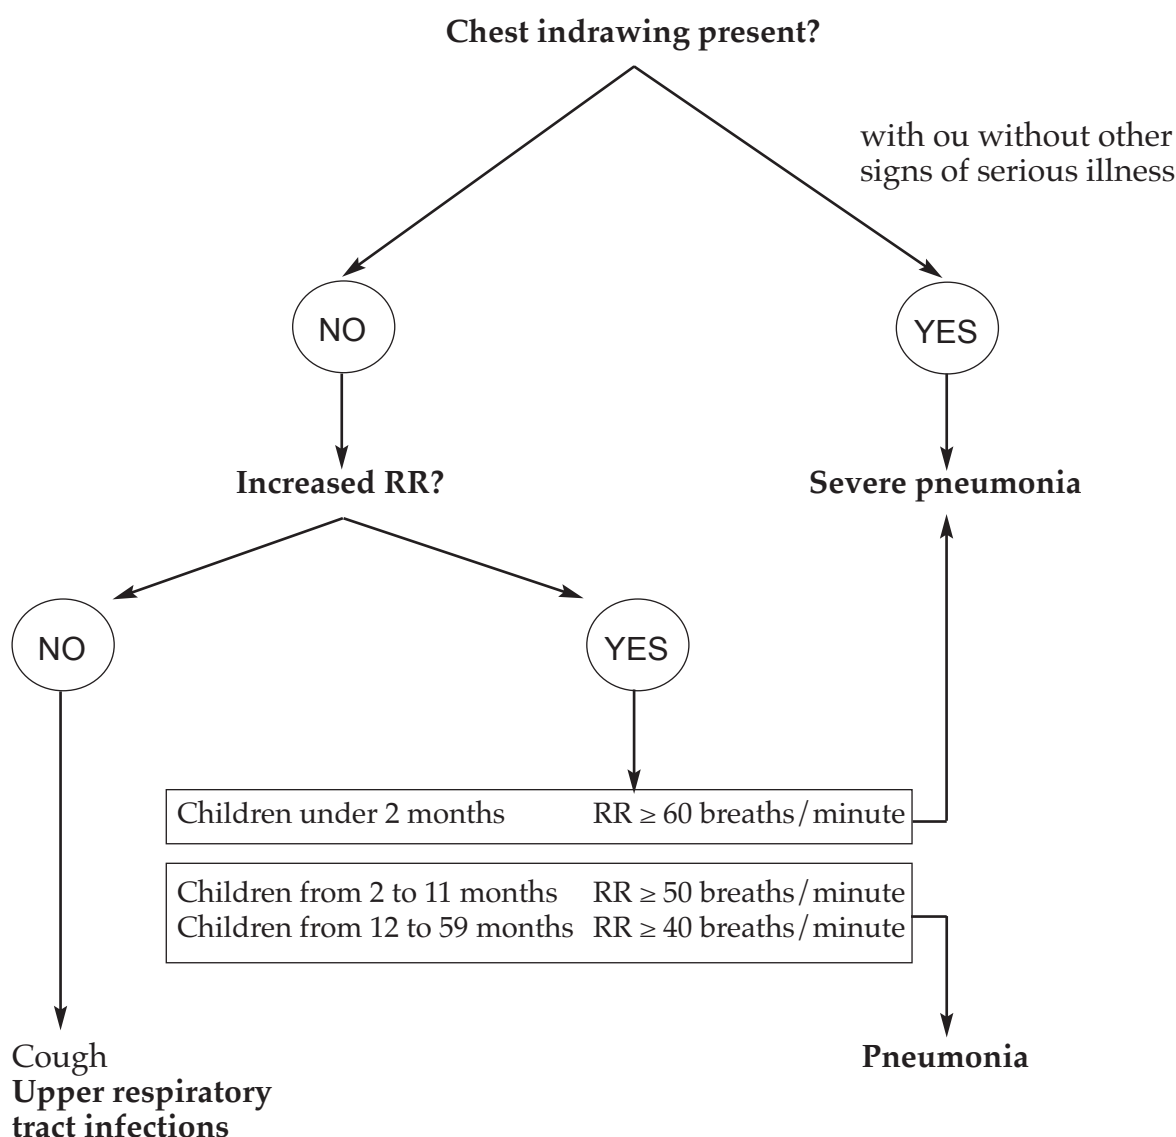 Chest indrawing present?
with ou without other
signs of serious illness
NO
YES
Increased RR?
Severe pneumonia
NO
YES
Children under 2 months RR ≥ 60 breaths/minute
Children from 2 to 11 months RR ≥ 50 breaths/minute
Children from 12 to 59 months RR ≥ 40 breaths/minute
Cough
Upper respiratory
tract infections
Pneumonia